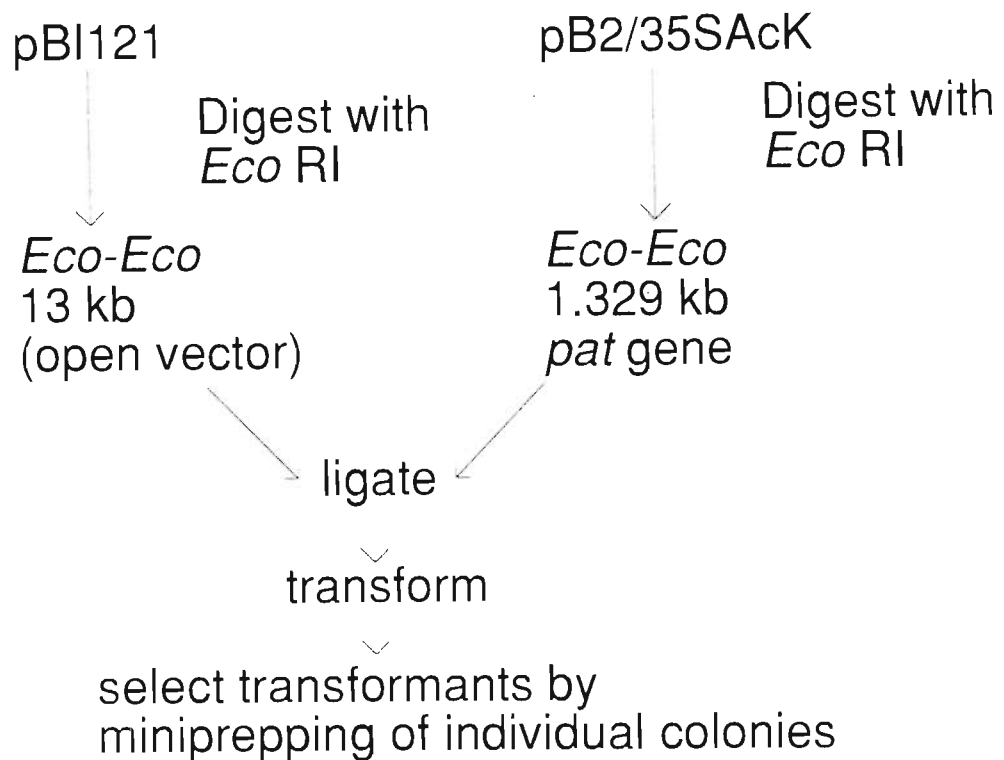 pBI121
pB2/35SAcK
Digest with
Eco RI
Digest with
Eco RI
Eco-Eco
13 kb
(open vector)
Eco-Eco
1.329 kb
pat gene
ligate
transform
select transformants by
miniprepping of individual colonies